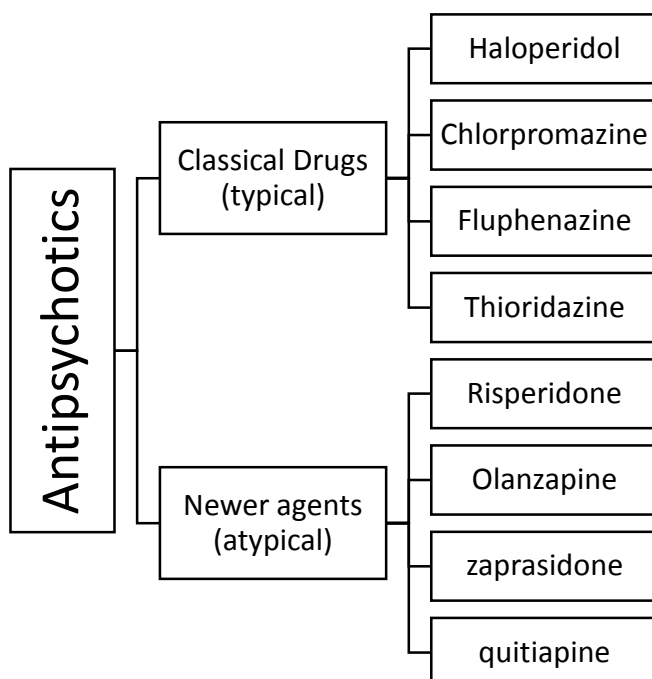 Antipsychotics
Classical Drugs
(typical)
Haloperidol
Chlorpromazine
Fluphenazine
Thioridazine
Newer agents
(atypical)
Risperidone
Olanzapine
zaprasidone
quitiapine